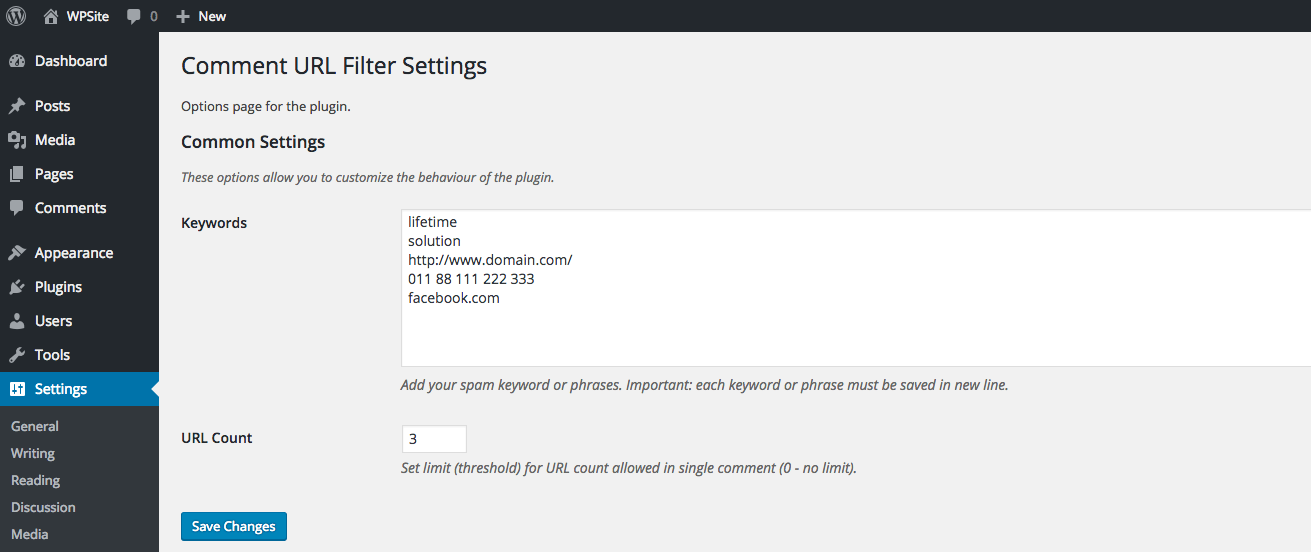 WPSite 0 New
Dashboard
Posts
Media
Pages
Comments
Appearance
Plugins
Users
Tools
Settings
General
Writing
Reading
Discussion
Media
Comment URL Filter Settings
Options page for the plugin.
Common Settings
These options allow you to customize the behaviour of the plugin.
Keywords
lifetime
solution
http://www.domain.com/
011 88 111 222 333
facebook.com
Add your spam keyword or phrases. Important: each keyword or phrase must be saved in new line.
URL Count
3
Set limit (threshold) for URL count allowed in single comment (0 - no limit).
Save Changes